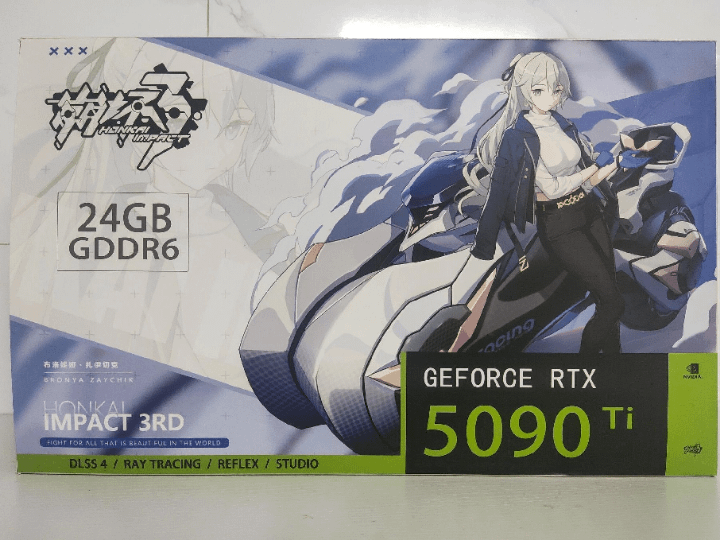 ×××
崩坏3
HONKAI
IMPACT
24GB
GDDR6
布洛妮娅·扎伊切克
BRONYA ZAYCHIK
HONKAI
IMPACT 3RD
FIGHT FOR ALL THAT IS BEAUTIFUL IN THE WORLD
GEFORCE RTX
5090 Ti
NVIDIA
DLSS 4 / RAY TRACING / REFLEX / STUDIO